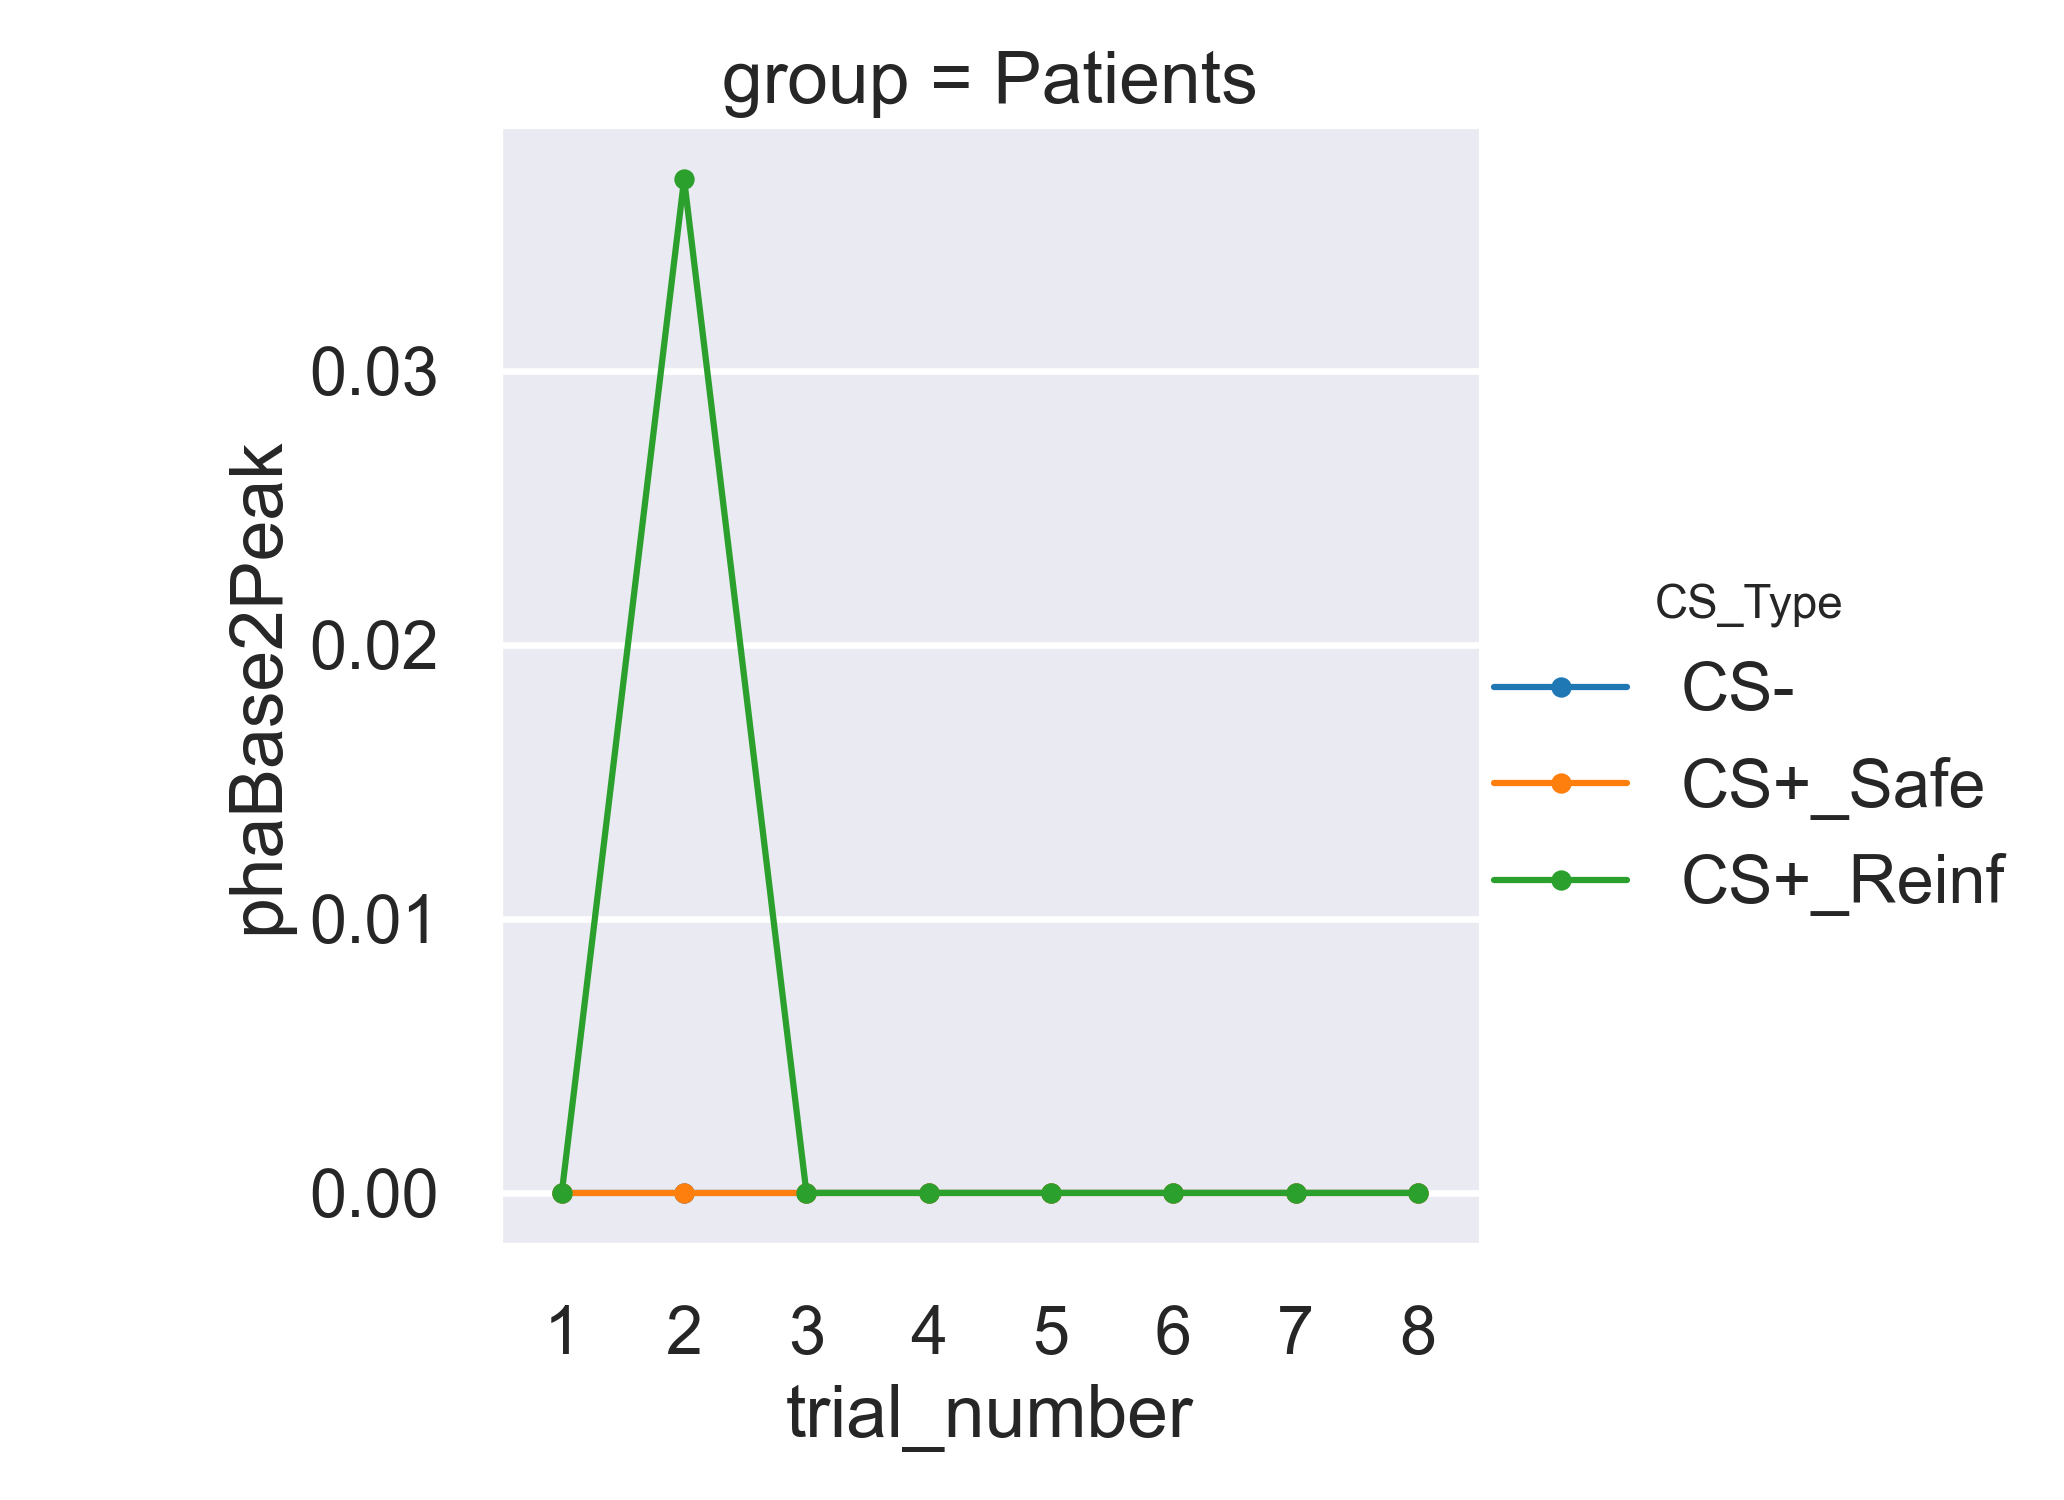 group = Patients
phaBase2Peak
0.03
0.02
0.01
0.00
1 2 3 4 5 6 7 8
trial_number
CS_Type
CS-
CS+_Safe
CS+_Reinf